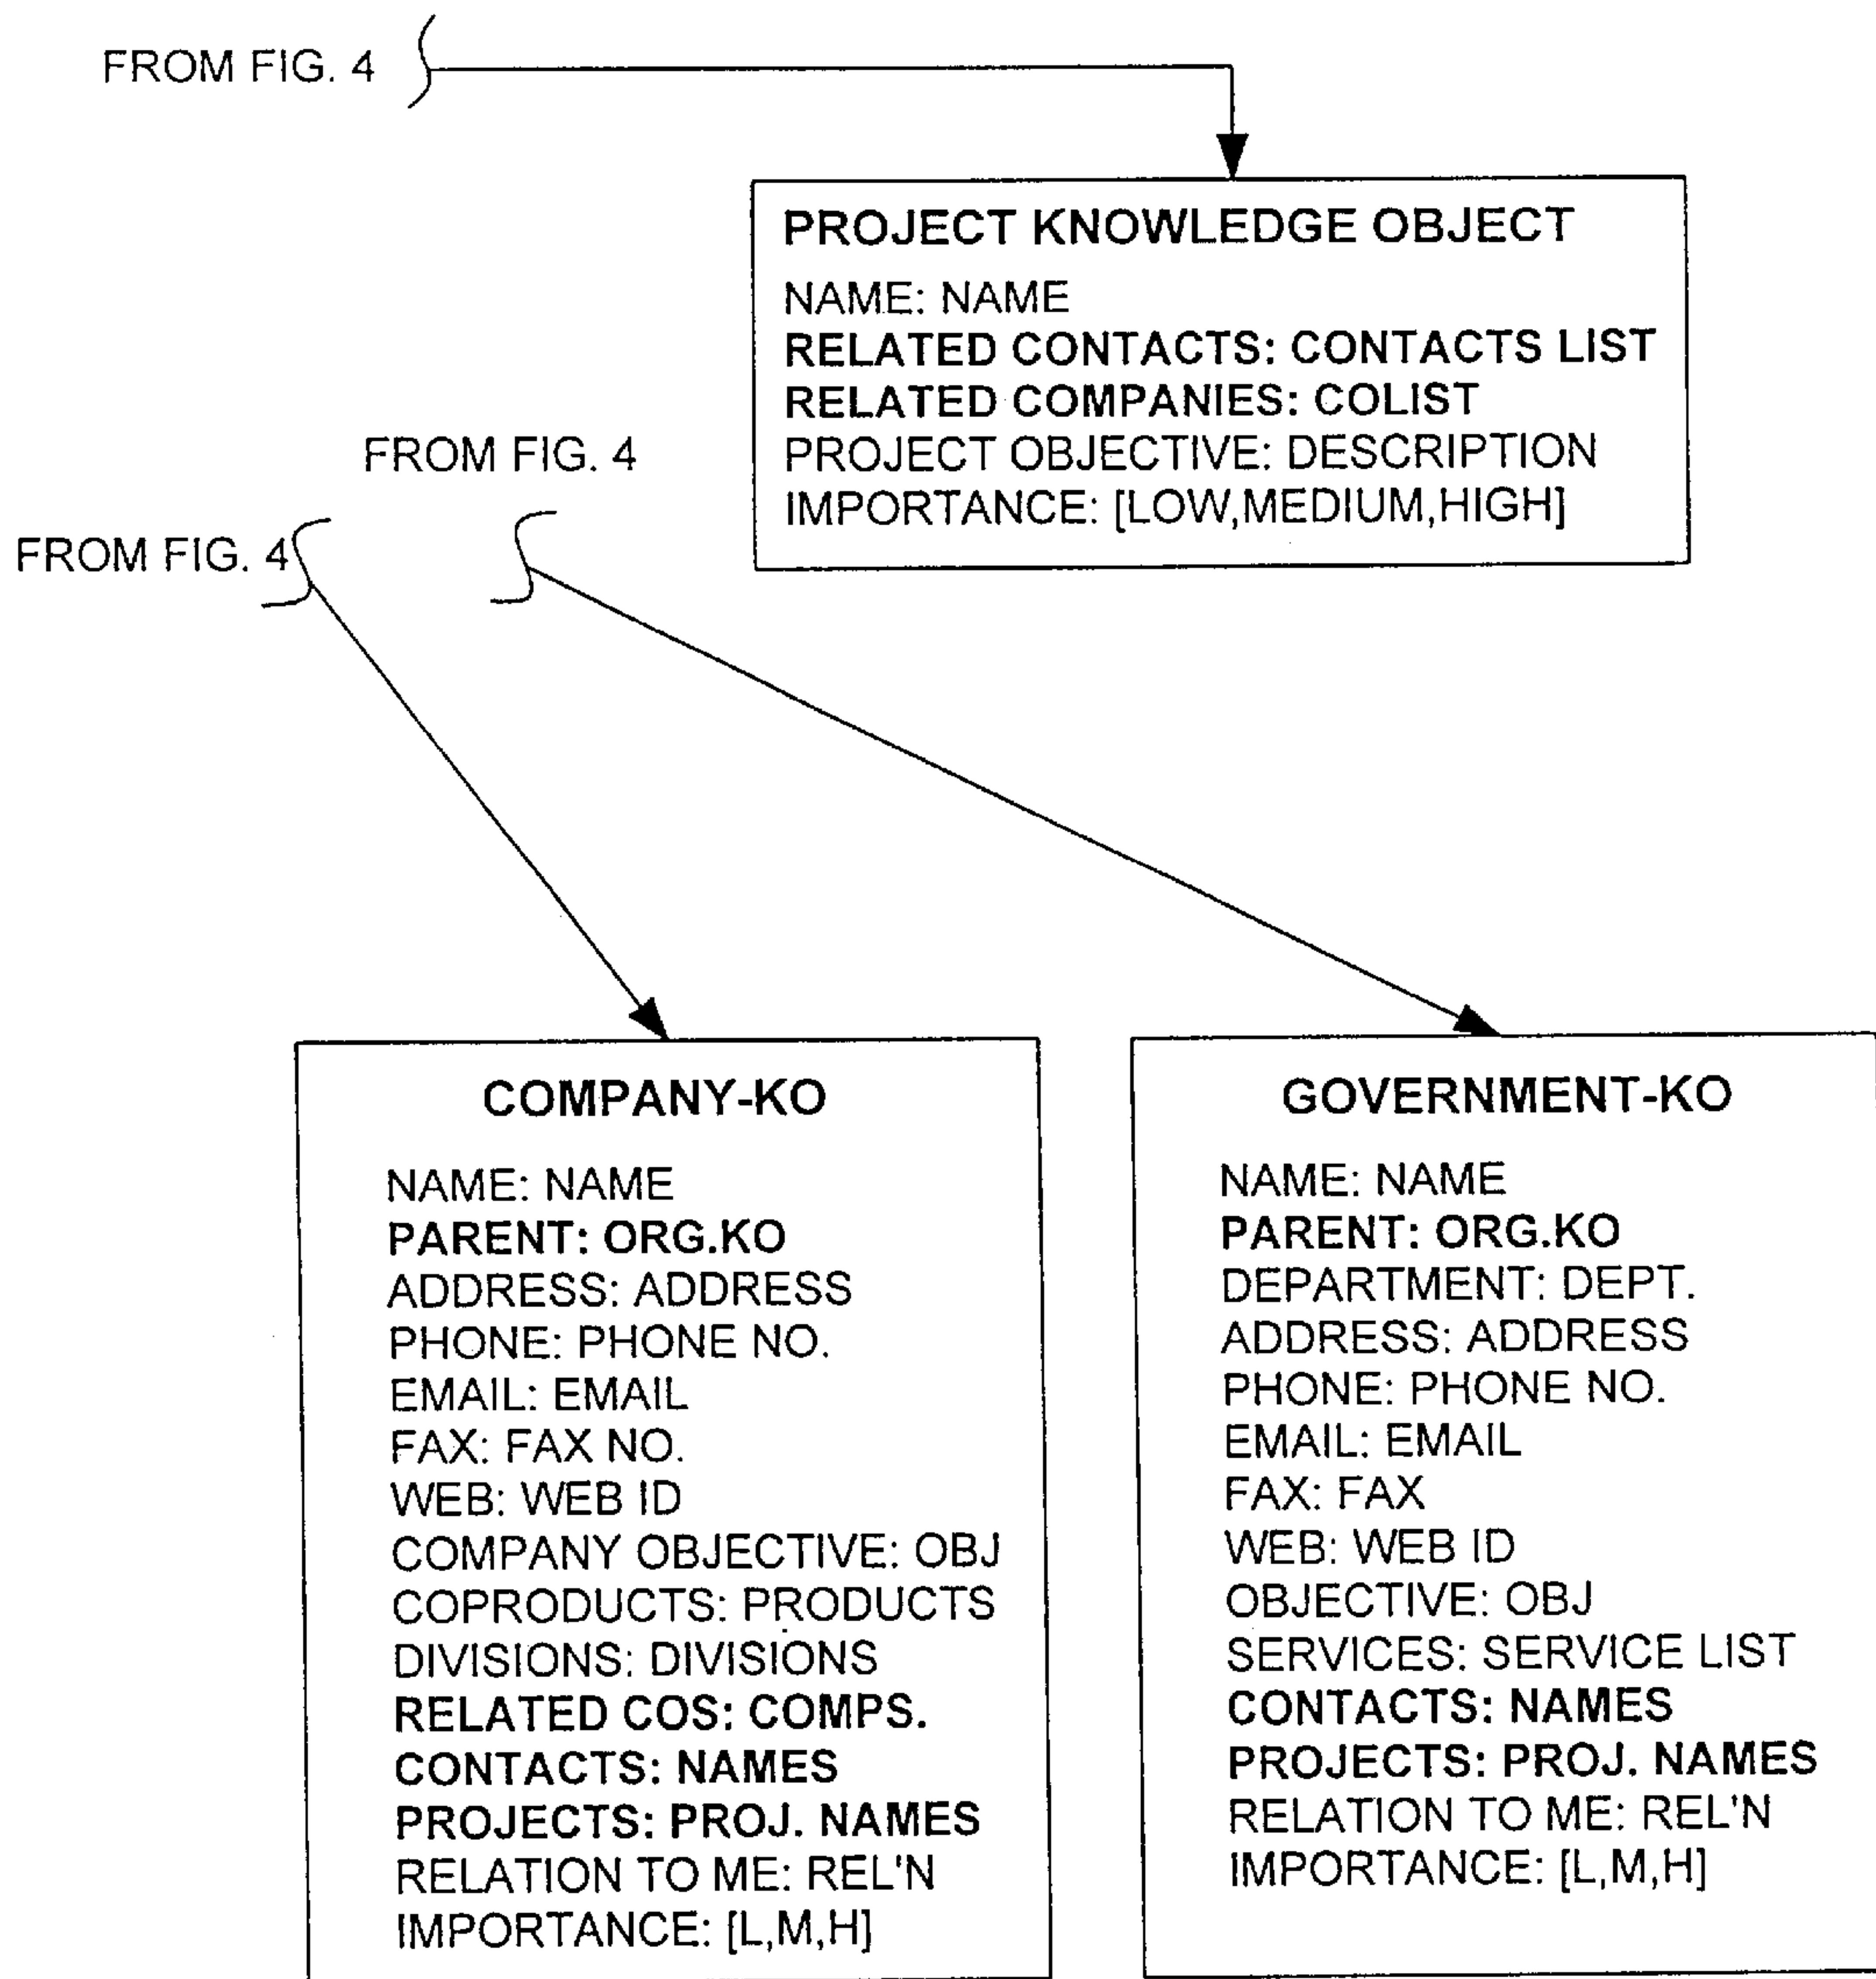 FROM FIG. 4
PROJECT KNOWLEDGE OBJECT
NAME: NAME
RELATED CONTACTS: CONTACTS LIST
RELATED COMPANIES: COLIST
PROJECT OBJECTIVE: DESCRIPTION
IMPORTANCE: [LOW,MEDIUM,HIGH]
FROM FIG. 4
FROM FIG. 4
COMPANY-KO
NAME: NAME
PARENT: ORG.KO
ADDRESS: ADDRESS
PHONE: PHONE NO.
EMAIL: EMAIL
FAX: FAX NO.
WEB: WEB ID
COMPANY OBJECTIVE: OBJ
COPRODUCTS: PRODUCTS
DIVISIONS: DIVISIONS
RELATED COS: COMPS.
CONTACTS: NAMES
PROJECTS: PROJ. NAMES
RELATION TO ME: REL'N
IMPORTANCE: [L,M,H]
GOVERNMENT-KO
NAME: NAME
PARENT: ORG.KO
DEPARTMENT: DEPT.
ADDRESS: ADDRESS
PHONE: PHONE NO.
EMAIL: EMAIL
FAX: FAX
WEB: WEB ID
OBJECTIVE: OBJ
SERVICES: SERVICE LIST
CONTACTS: NAMES
PROJECTS: PROJ. NAMES
RELATION TO ME: REL'N
IMPORTANCE: [L,M,H]